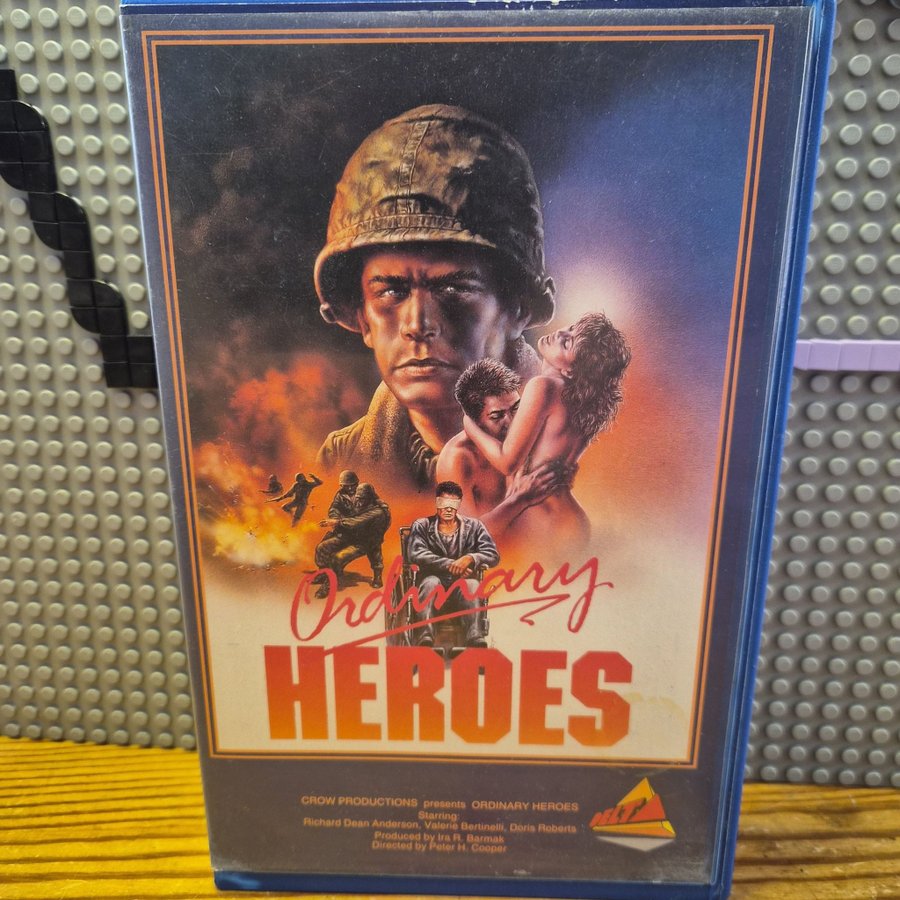 Ordinary
HEROES
CROW PRODUCTIONS presents ORDINARY HEROES
Starring:
Richard Dean Anderson, Valerie Bertinelli, Doris Roberts
Produced by Ira R. Barmak
Directed by Peter H. Cooper
DELTA